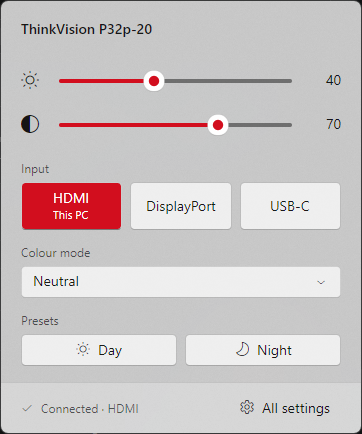 ThinkVision P32p-20
40
70
Input
HDMI
This PC
DisplayPort
USB-C
Colour mode
Neutral
Presets
Day
Night
Connected · HDMI
All settings